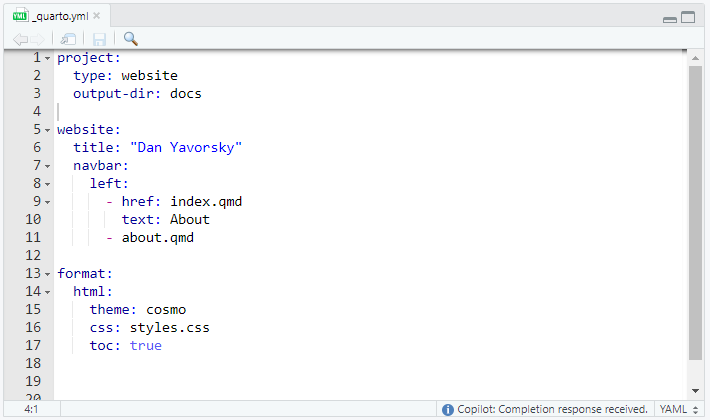 YML _quarto.yml ×
1 project:
2   type: website
3   output-dir: docs
4
5 website:
6   title: "Dan Yavorsky"
7   navbar:
8     left:
9       - href: index.qmd
10         text: About
11       - about.qmd
12
13 format:
14   html:
15     theme: cosmo
16     css: styles.css
17     toc: true
18
19
20
4:1 Copilot: Completion response received. YAML